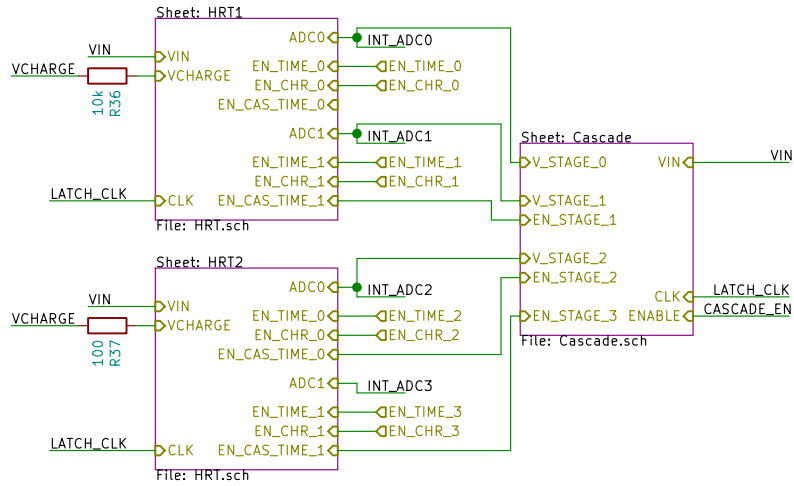 Sheet: HRT1
ADC0
INT_ADC0
VIN
VIN
EN_TIME_0
EN_TIME_0
VCHARGE
VCHARGE
EN_CHR_0
EN_CHR_0
10k
R36
EN_CAS_TIME_0
ADC1
INT_ADC1
EN_TIME_1
EN_TIME_1
EN_CHR_1
EN_CHR_1
LATCH_CLK
CLK
EN_CAS_TIME_1
File: HRT.sch
Sheet: Cascade
V_STAGE_0
VIN
VIN
V_STAGE_1
EN_STAGE_1
V_STAGE_2
EN_STAGE_2
CLK
LATCH_CLK
EN_STAGE_3
ENABLE
CASCADE_EN
File: Cascade.sch
Sheet: HRT2
ADC0
INT_ADC2
VIN
VIN
EN_TIME_0
EN_TIME_2
VCHARGE
VCHARGE
EN_CHR_0
EN_CHR_2
100
R37
EN_CAS_TIME_0
ADC1
INT_ADC3
EN_TIME_1
EN_TIME_3
EN_CHR_1
EN_CHR_3
LATCH_CLK
CLK
EN_CAS_TIME_1
File: HRT.sch